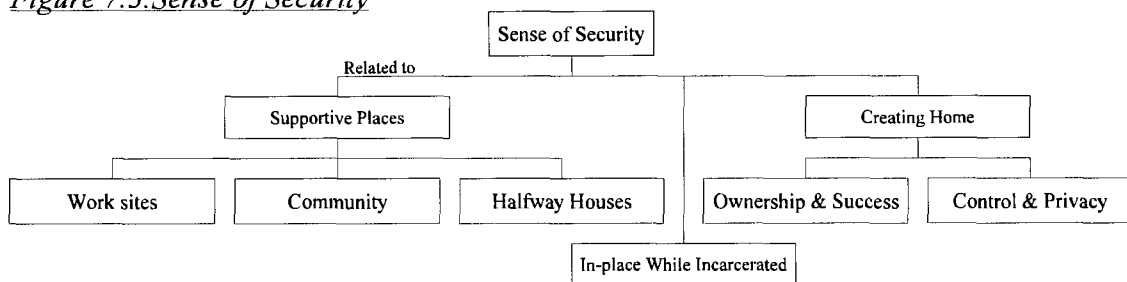 Figure 7.3.Sense of Security
Sense of Security
Related to
Supportive Places
Creating Home
Work sites
Community
Halfway Houses
Ownership & Success
Control & Privacy
In-place While Incarcerated